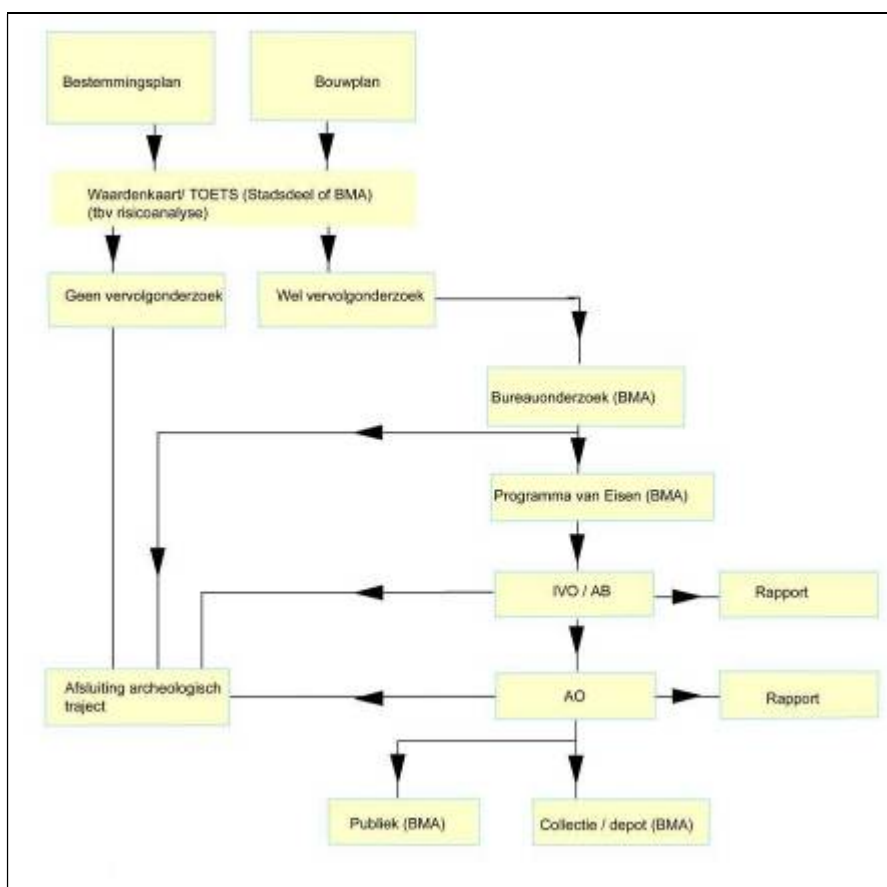 Bestemmingsplan
Bouwplan
Waardenkaart/ TOETS (Stadsdeel of BMA)
(tbv risicoanalyse)
Geen vervolgonderzoek
Wel vervolgonderzoek
Bureauonderzoek (BMA)
Programma van Eisen (BMA)
IVO / AB
Rapport
Afsluiting archeologisch
traject
AO
Rapport
Publiek (BMA)
Collectie / depot (BMA)